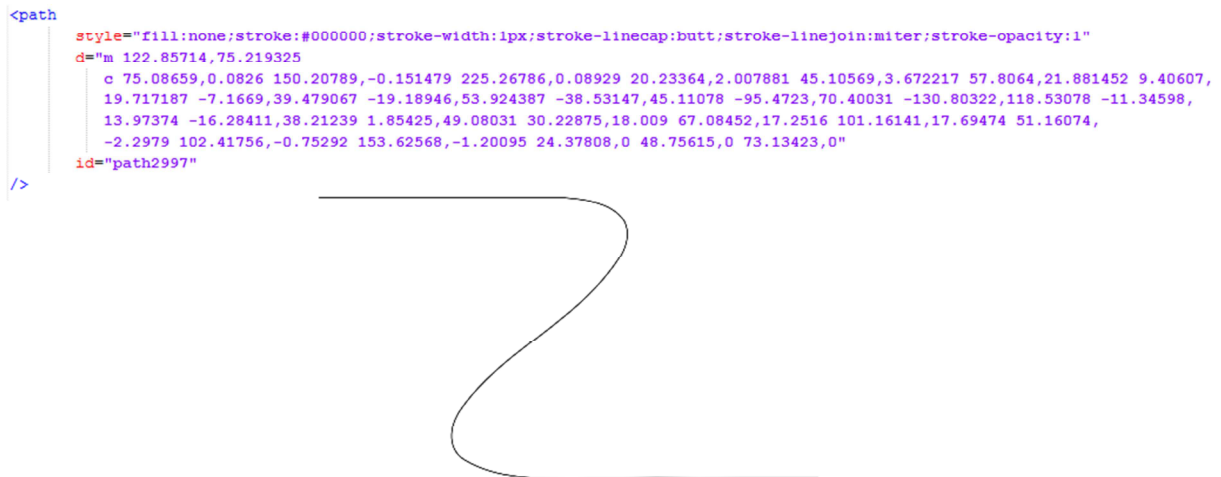 <path
style="fill:none;stroke:#000000;stroke-width:1px;stroke-linecap:butt;stroke-linejoin:miter;stroke-opacity:1"
d="m 122.85714,75.219325
c 75.08659,0.0826 150.20789,-0.151479 225.26786,0.08929 20.23364,2.007881 45.10569,3.672217 57.8064,21.881452 9.40607,
19.717187 -7.1669,39.479067 -19.18946,53.924387 -38.53147,45.11078 -95.4723,70.40031 -130.80322,118.53078 -11.34598,
13.97374 -16.28411,38.21239 1.85425,49.08031 30.22875,18.009 67.08452,17.2516 101.16141,17.69474 51.16074,
-2.2979 102.41756,-0.75292 153.62568,-1.20095 24.37808,0 48.75615,0 73.13423,0"
id="path2997"
/>